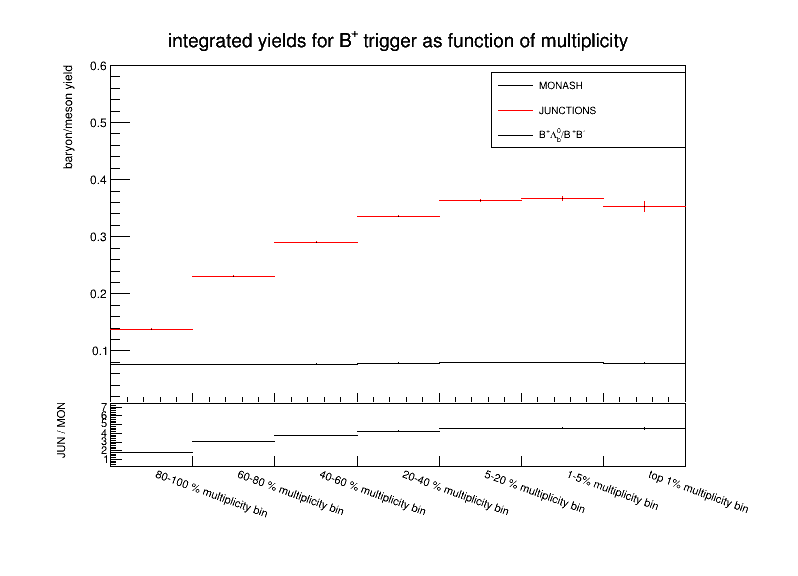 integrated yields for B⁺ trigger as function of multiplicity
baryon/meson yield
0.6
0.5
0.4
0.3
0.2
0.1
MONASH
JUNCTIONS
B⁺Λ⁰_b/B⁺B⁻
JUN / MON
7
6
5
4
3
2
1
80-100 % multiplicity bin
60-80 % multiplicity bin
40-60 % multiplicity bin
20-40 % multiplicity bin
5-20 % multiplicity bin
1-5% multiplicity bin
top 1% multiplicity bin